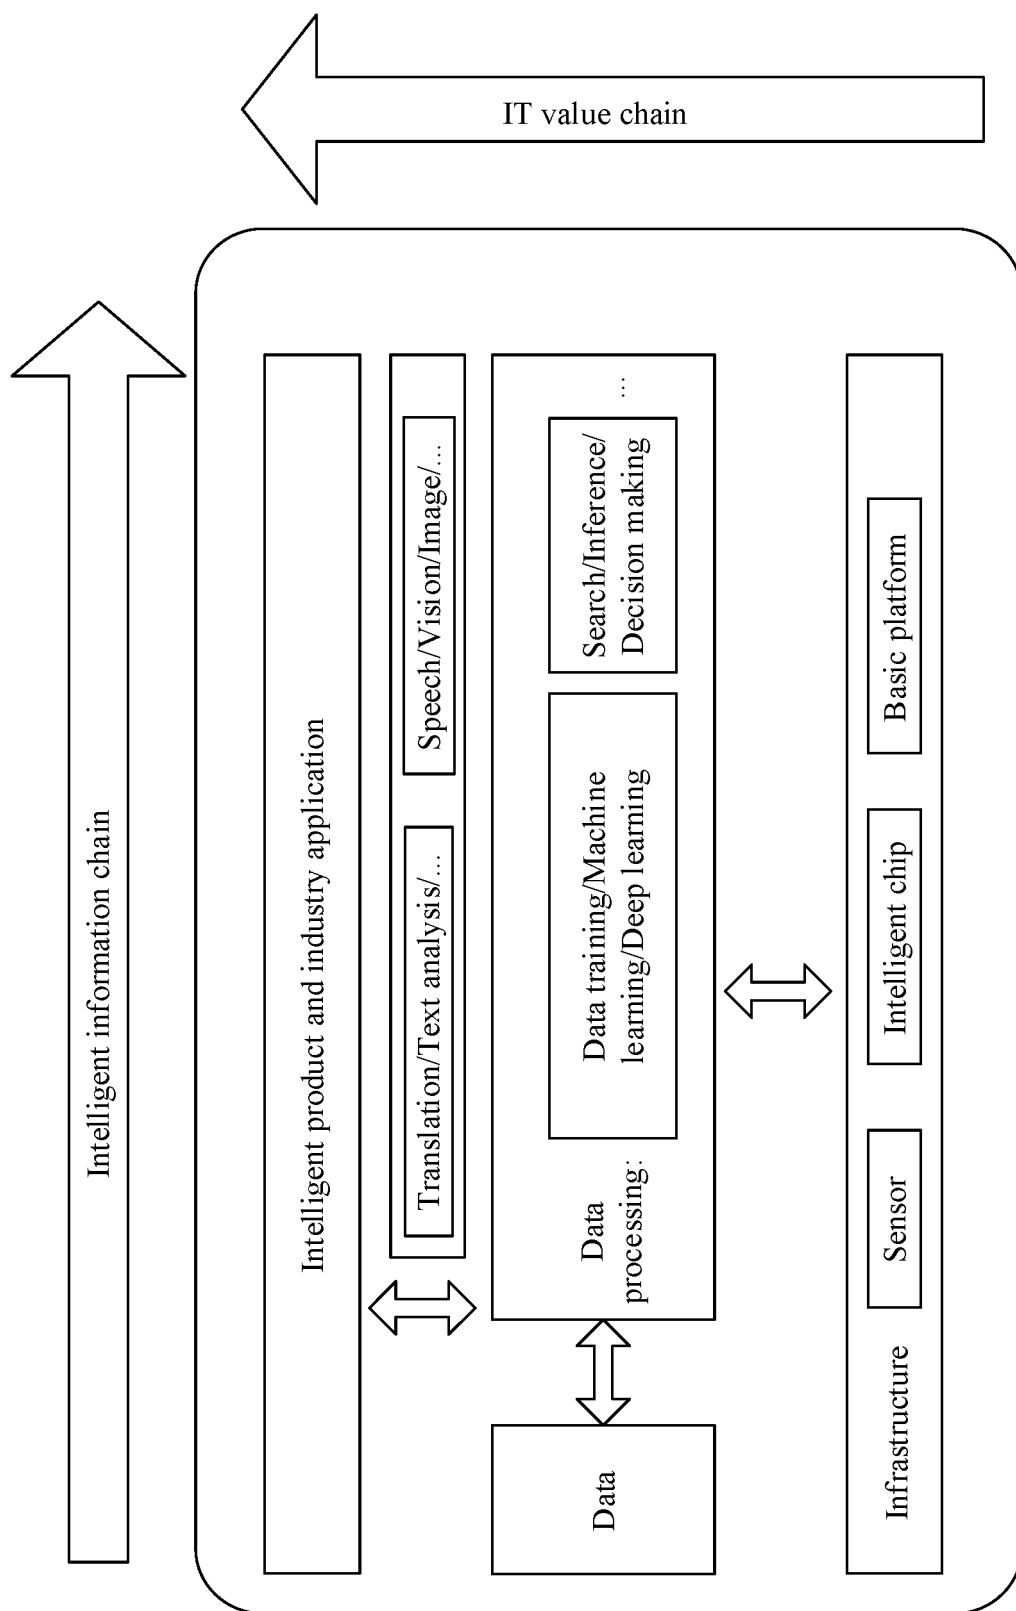 Intelligent information chain
IT value chain
Intelligent product and industry application
Translation/Text analysis/...
Speech/Vision/Image/...
Data
Data
processing:
Data training/Machine
learning/Deep learning
Search/Inference/
Decision making
...
Infrastructure
Sensor
Intelligent chip
Basic platform